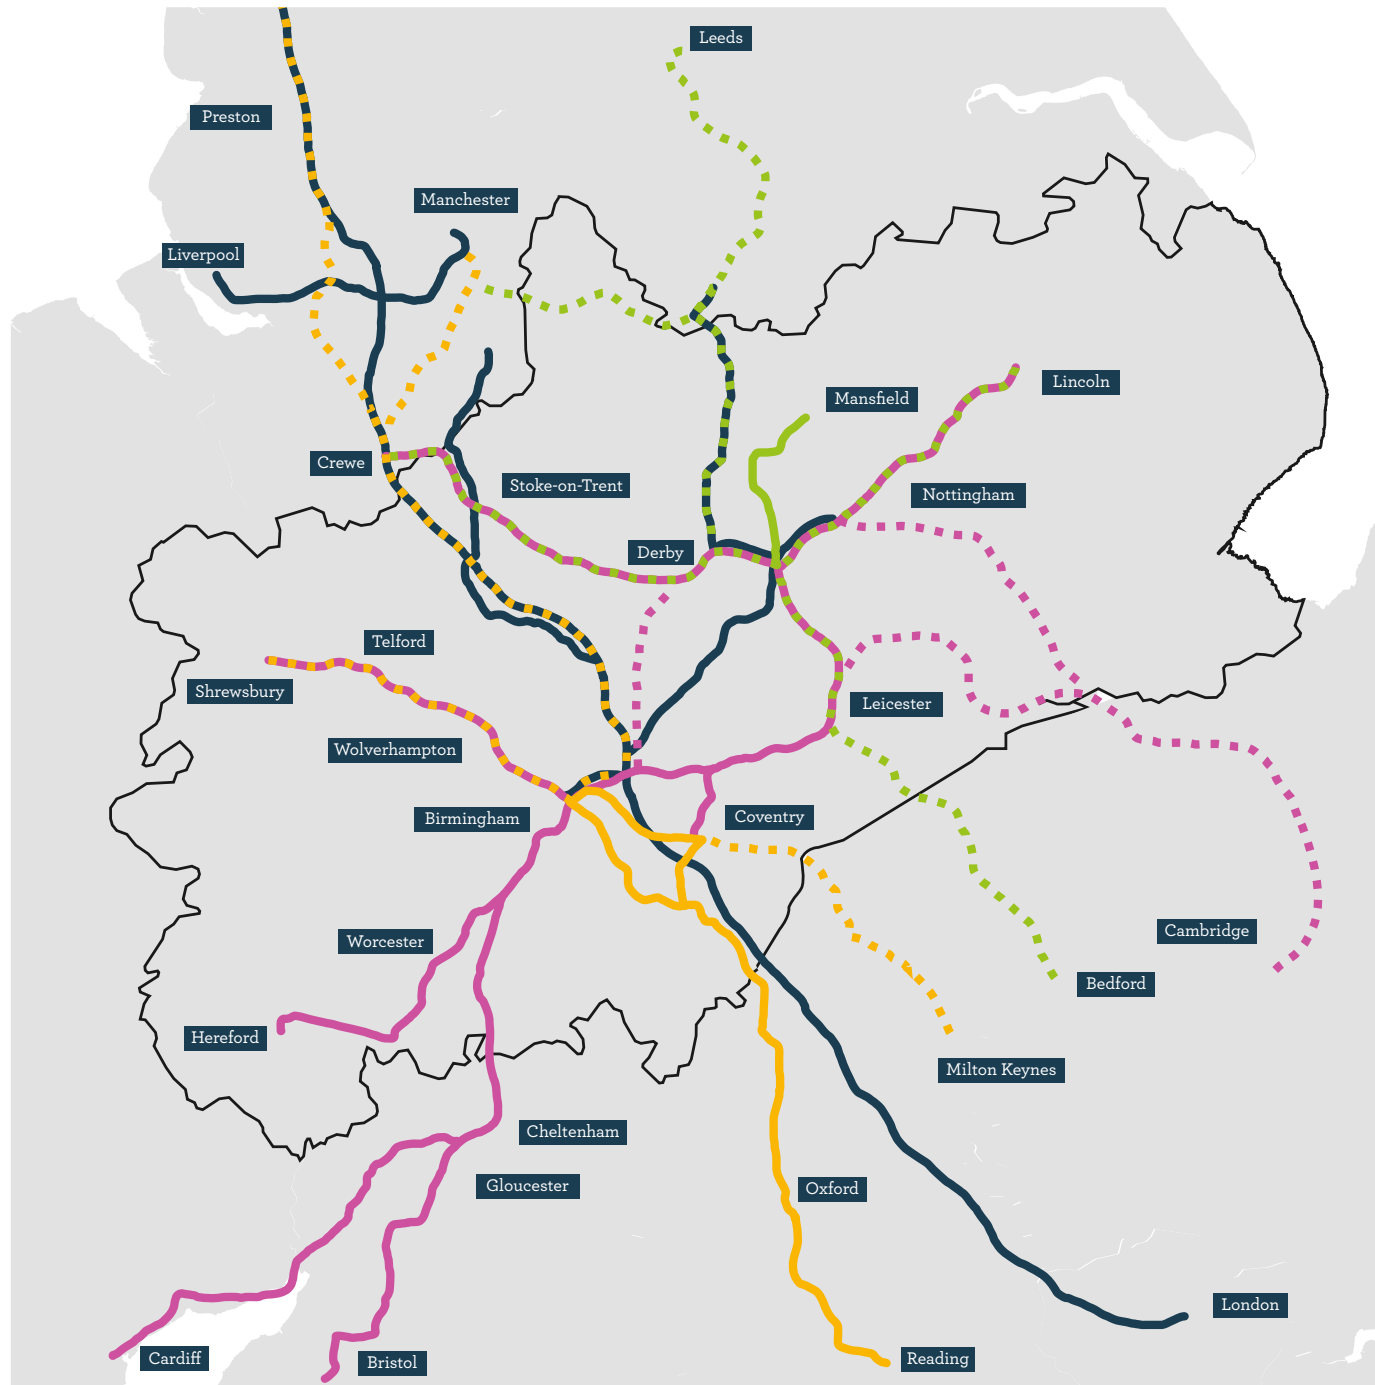 Leeds
Preston
Manchester
Liverpool
Lincoln
Mansfield
Crewe
Stoke-on-Trent
Nottingham
Derby
Telford
Shrewsbury
Leicester
Wolverhampton
Birmingham
Coventry
Worcester
Cambridge
Bedford
Hereford
Milton Keynes
Cheltenham
Gloucester
Oxford
London
Cardiff
Bristol
Reading